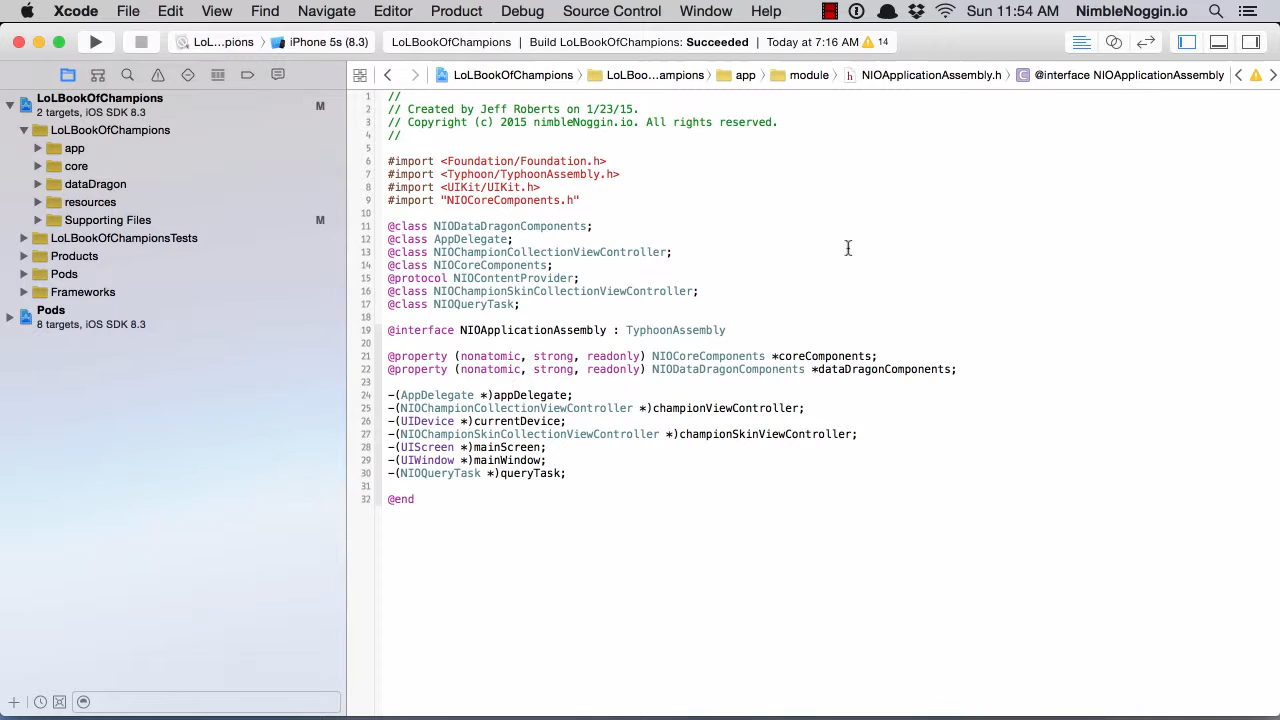 Xcode File Edit View Find Navigate Editor Product Debug Source Control Window Help Sun 11:54 AM NimbleNoggin.io
LoL...pions iPhone 5s (8.3) LoLBookOfChampions Build LoLBookOfChampions: Succeeded Today at 7:16 AM 14
LoLBookOfChampions LoLBoo...ampions app module NIOApplicationAssembly.h @interface NIOApplicationAssembly
LoLBookOfChampions M
2 targets, iOS SDK 8.3
LoLBookOfChampions
app
core
dataDragon
resources
Supporting Files M
LoLBookOfChampionsTests
Products
Pods
Frameworks
Pods
8 targets, iOS SDK 8.3
1 //
2 // Created by Jeff Roberts on 1/23/15.
3 // Copyright (c) 2015 nimbleNoggin.io. All rights reserved.
4 //
5
6 #import <Foundation/Foundation.h>
7 #import <Typhoon/TyphoonAssembly.h>
8 #import <UIKit/UIKit.h>
9 #import "NIOCoreComponents.h"
10
11 @class NIODataDragonComponents;
12 @class AppDelegate;
13 @class NIOChampionCollectionViewController;
14 @class NIOCoreComponents;
15 @protocol NIOContentProvider;
16 @class NIOChampionSkinCollectionViewController;
17 @class NIOQueryTask;
18
19 @interface NIOApplicationAssembly : TyphoonAssembly
20
21 @property (nonatomic, strong, readonly) NIOCoreComponents *coreComponents;
22 @property (nonatomic, strong, readonly) NIODataDragonComponents *dataDragonComponents;
23
24 -(AppDelegate *)appDelegate;
25 -(NIOChampionCollectionViewController *)championViewController;
26 -(UIDevice *)currentDevice;
27 -(NIOChampionSkinCollectionViewController *)championSkinViewController;
28 -(UIScreen *)mainScreen;
29 -(UIWindow *)mainWindow;
30 -(NIOQueryTask *)queryTask;
31
32 @end